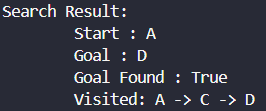 Search Result:
Start : A
Goal : D
Goal Found : True
Visited: A -> C -> D